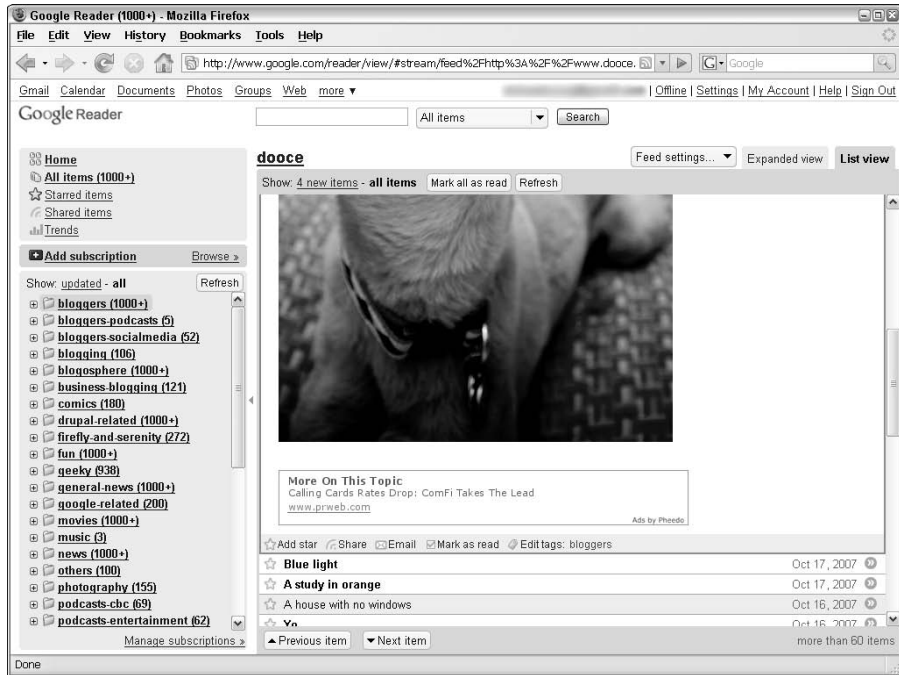 Google Reader (1000+) - Mozilla Firefox
File Edit View History Bookmarks Tools Help
http://www.google.com/reader/view/#stream/feed%2Fhttp%3A%2F%2Fwww.dooce. G Google
Gmail Calendar Documents Photos Groups Web more ▼ | Offline | Settings | My Account | Help | Sign Out
Google Reader All items Search
Home
All items (1000+)
Starred items
Shared items
Trends
Add subscription Browse »
Show: updated - all Refresh
bloggers (1000+)
bloggers-podcasts (5)
bloggers-socialmedia (52)
blogging (106)
blogosphere (1000+)
business-blogging (121)
comics (180)
drupal-related (1000+)
firefly-and-serenity (272)
fun (1000+)
geeky (938)
general-news (1000+)
google-related (200)
movies (1000+)
music (3)
news (1000+)
others (100)
photography (155)
podcasts-cbc (69)
podcasts-entertainment (62)
Manage subscriptions »
dooce Feed settings... ▼ Expanded view List view
Show: 4 new items - all items Mark all as read Refresh
More On This Topic
Calling Cards Rates Drop: ComFi Takes The Lead
www.prweb.com
Ads by Pheedo
Add star Share Email Mark as read Edit tags: bloggers
Blue light Oct 17, 2007
A study in orange Oct 17, 2007
A house with no windows Oct 16, 2007
Yo Oct 16, 2007
Previous item Next item more than 60 items
Done